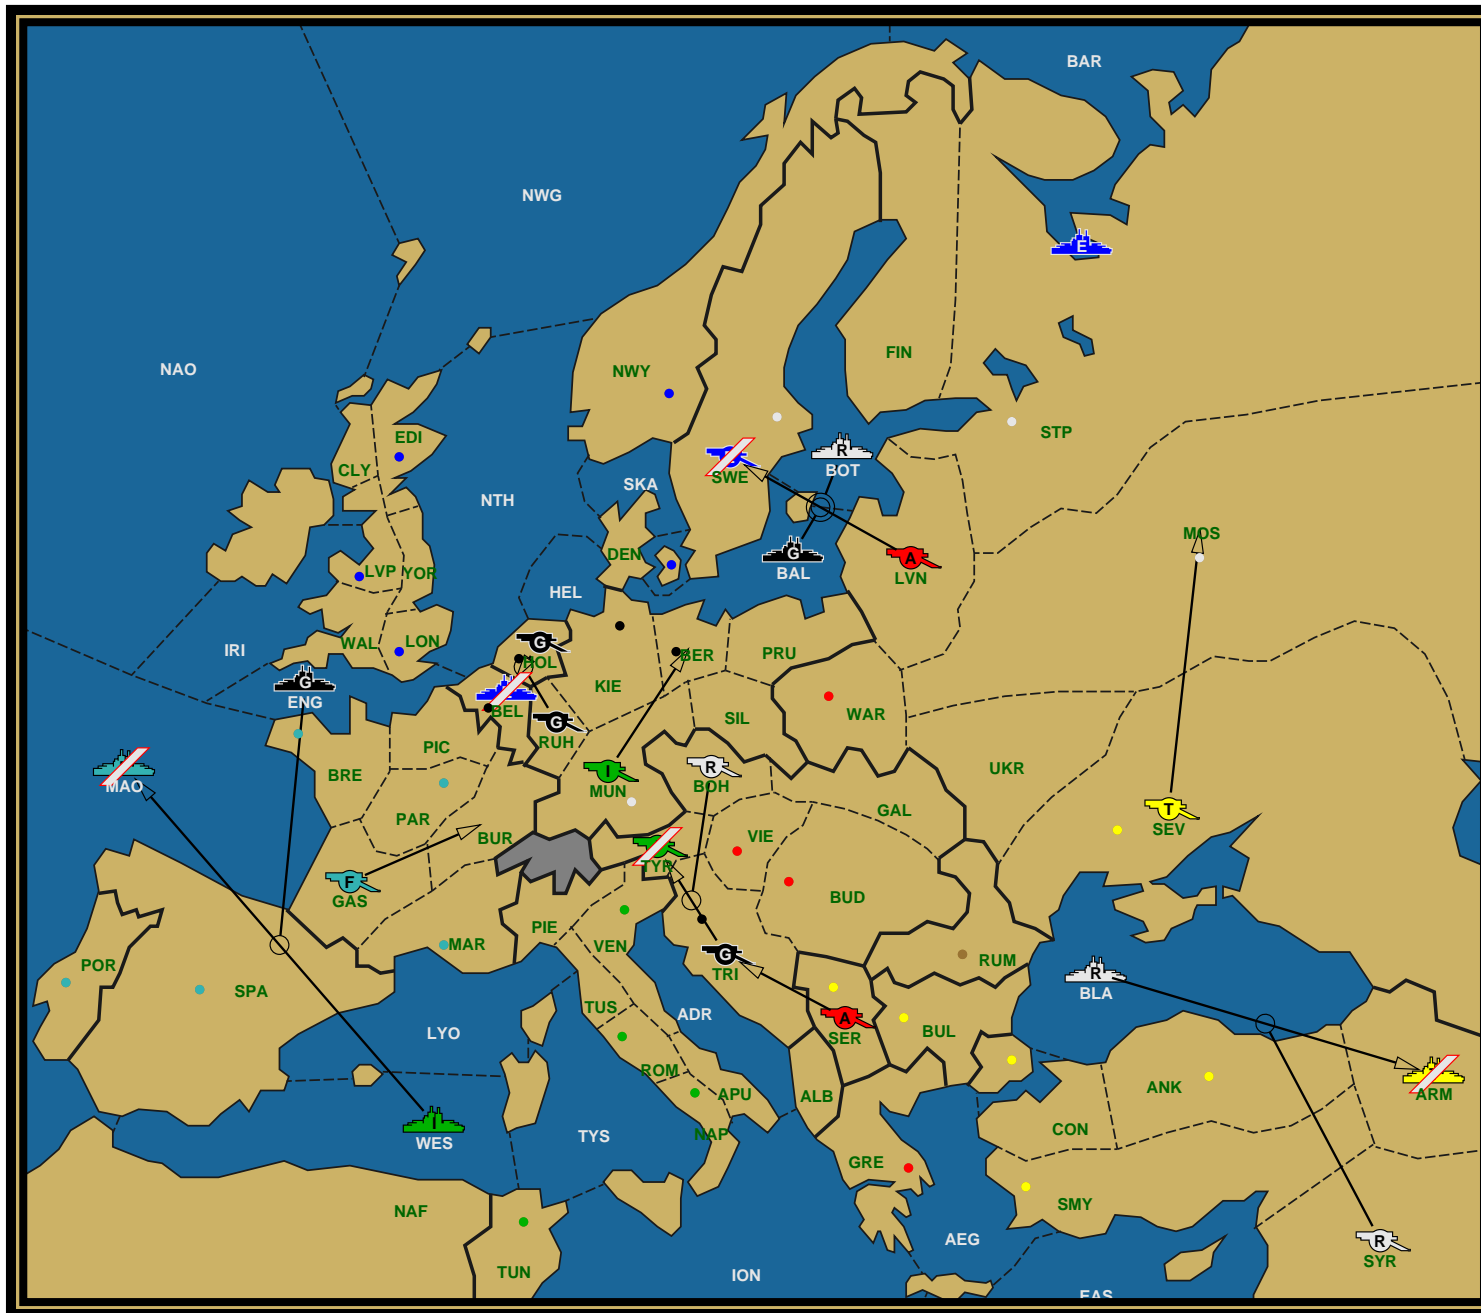 BAR
NWG
E
NAO
FIN
NWY
STP
EDI
R
CLY
SWE
BOT
SKA
NTH
MOS
DEN
G
A
BAL
LVN
LVP YOR
HEL
G
WAL LON
IRI
HOL
BER
PRU
G
ENG
KIE
BEL
G
SIL
WAR
RUH
PIC
R
UKR
BRE
I
MAO
MUN
BOH
T
GAL
PAR
SEV
BUR
VIE
TYR
F
GAS
BUD
PIE
MAR
VEN
G
RUM
POR
TRI
R
SPA
BLA
TUS
ADR
A
LYO
SER
BUL
ROM
ANK
APU
ALB
ARM
I
CON
NAP
WES
TYS
GRE
SMY
NAF
AEG
R
SYR
TUN
ION
EAS